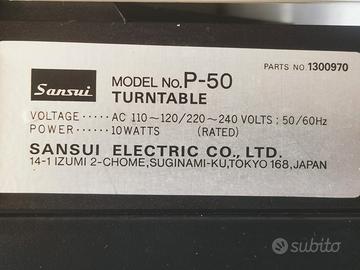 PARTS NO.1300970
Sansui
MODEL No.P-50
TURNTABLE
VOLTAGE ····· AC 110~120/220~240 VOLTS : 50/60Hz
POWER ······ 10WATTS (RATED)
SANSUI ELECTRIC CO., LTD.
14-1 IZUMI 2-CHOME,SUGINAMI-KU,TOKYO 168,JAPAN
subito